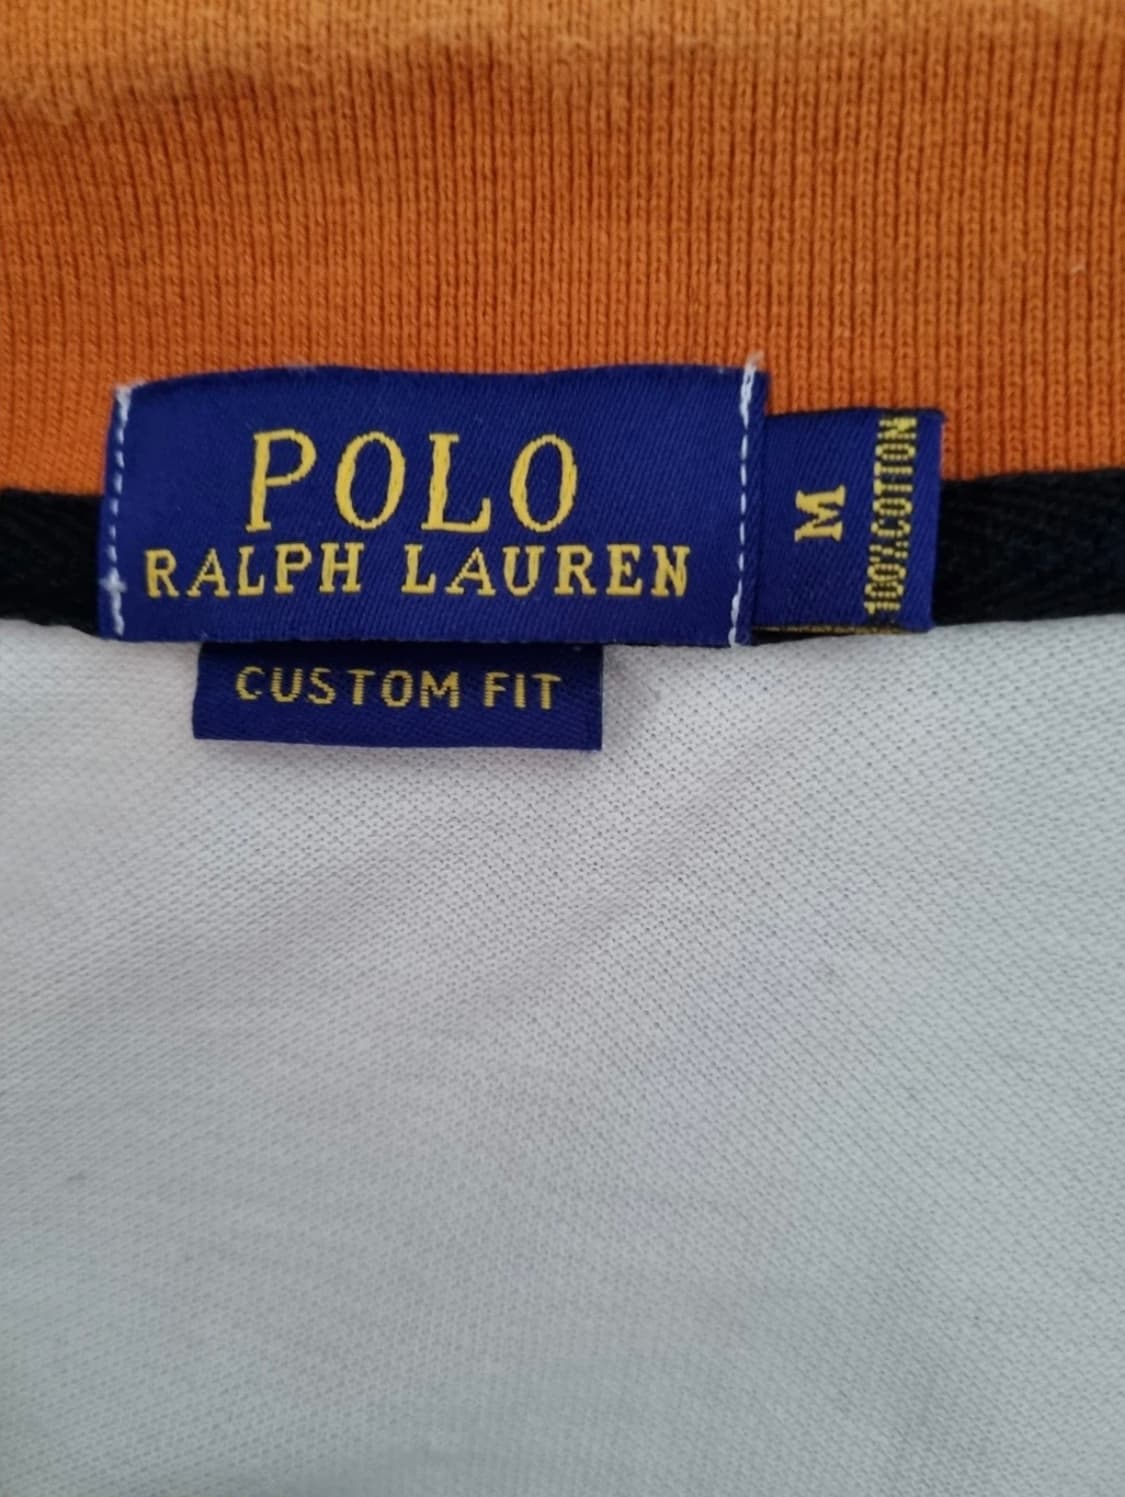 POLO
RALPH LAUREN
M
100%COTTON
CUSTOM FIT